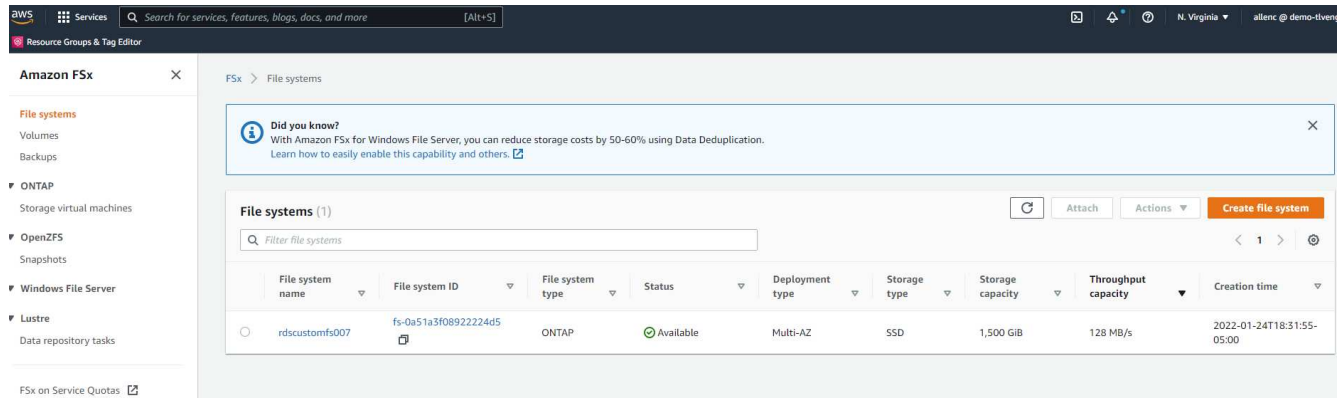 aws Services Search for services, features, blogs, docs, and more [Alt+S] N. Virginia ▼ allenc @ demo-tlveng
Resource Groups & Tag Editor
Amazon FSx
File systems
Volumes
Backups
ONTAP
Storage virtual machines
OpenZFS
Snapshots
Windows File Server
Lustre
Data repository tasks
FSx on Service Quotas
FSx > File systems
Did you know?
With Amazon FSx for Windows File Server, you can reduce storage costs by 50-60% using Data Deduplication.
Learn how to easily enable this capability and others.
File systems (1) Attach Actions ▼ Create file system
Filter file systems < 1 >
File system name File system ID File system type Status Deployment type Storage type Storage capacity Throughput capacity Creation time
rdscustomfs007 fs-0a51a3f08922224d5 ONTAP Available Multi-AZ SSD 1,500 GiB 128 MB/s 2022-01-24T18:31:55-05:00